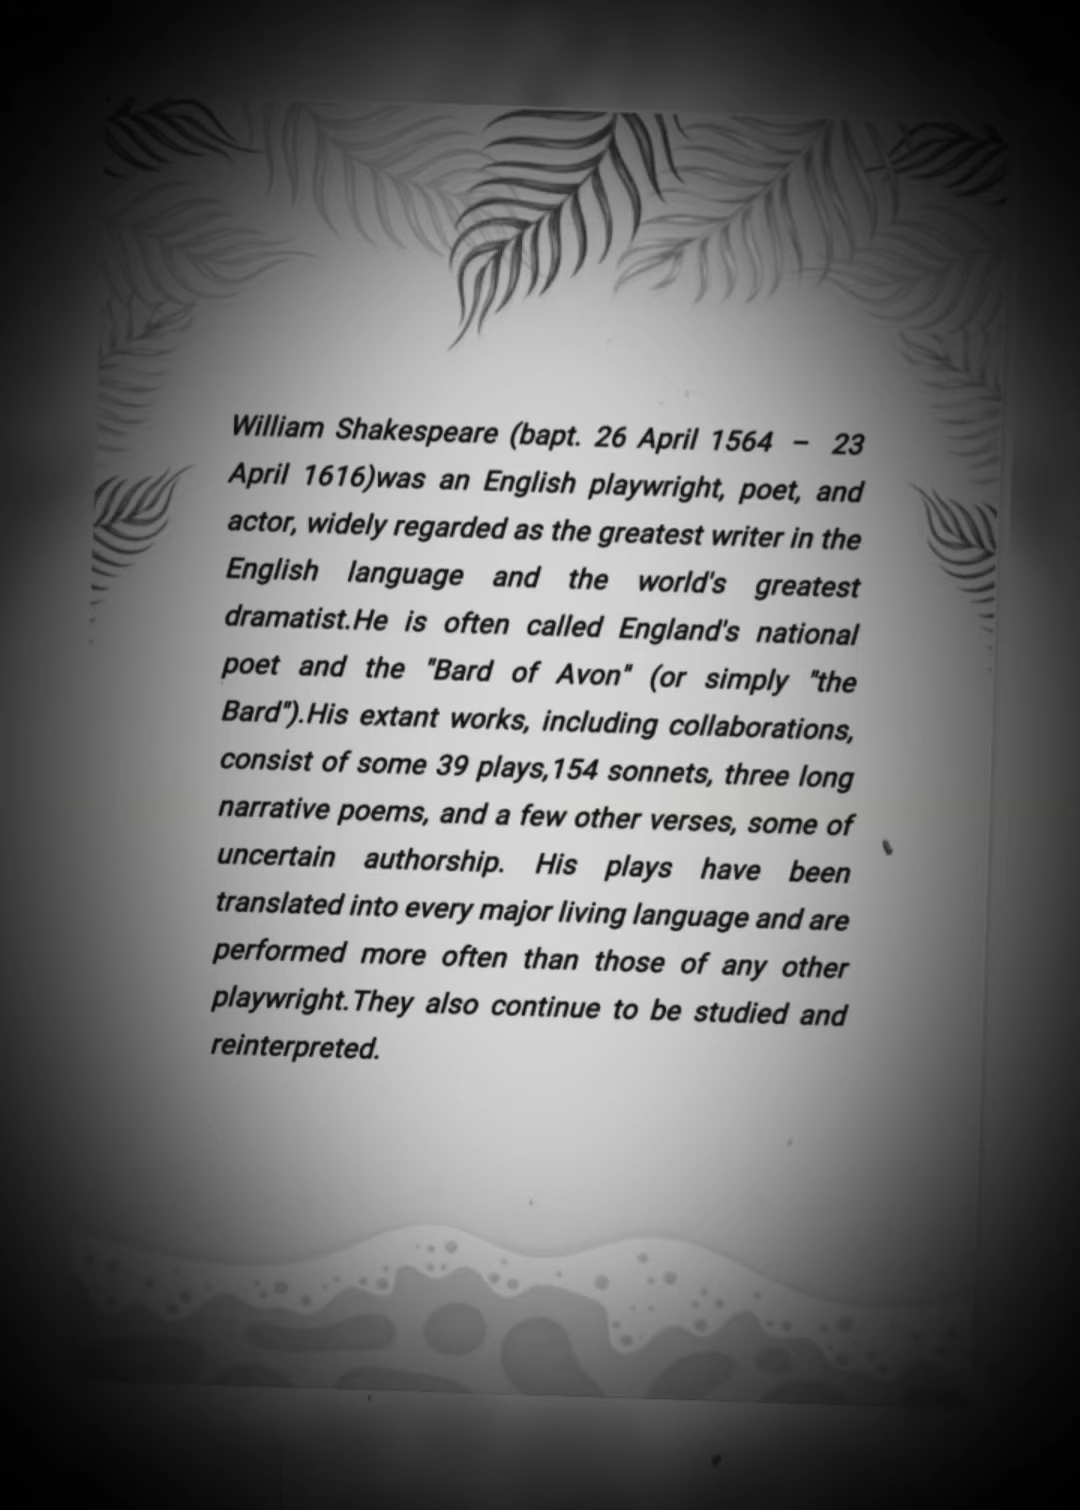 William Shakespeare (bapt. 26 April 1564 – 23
April 1616)was an English playwright, poet, and
actor, widely regarded as the greatest writer in the
English language and the world's greatest
dramatist.He is often called England's national
poet and the "Bard of Avon" (or simply "the
Bard").His extant works, including collaborations,
consist of some 39 plays,154 sonnets, three long
narrative poems, and a few other verses, some of
uncertain authorship. His plays have been
translated into every major living language and are
performed more often than those of any other
playwright.They also continue to be studied and
reinterpreted.